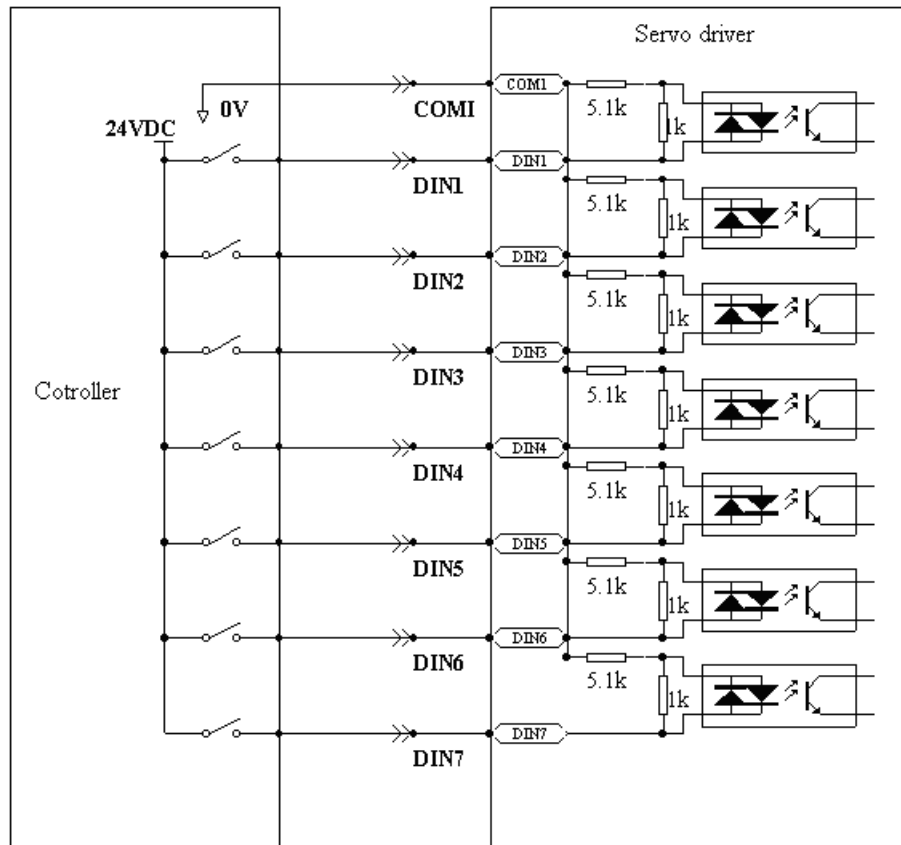 Servo driver
COM1
0V
COMI
5.1k
1k
24VDC
DIN1
DIN1
5.1k
1k
DIN2
DIN2
5.1k
1k
DIN3
DIN3
5.1k
1k
Cotroller
DIN4
DIN4
5.1k
1k
DIN5
DIN5
5.1k
1k
DIN6
DIN6
5.1k
1k
DIN7
DIN7